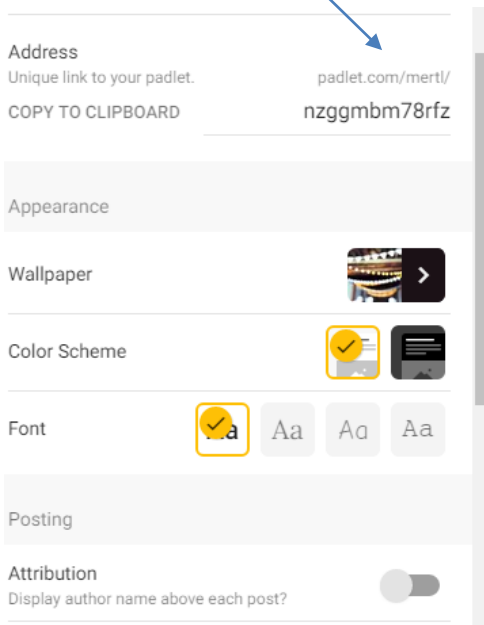 Address
Unique link to your padlet. padlet.com/mertl/
COPY TO CLIPBOARD nzggmbm78rfz
Appearance
Wallpaper
Color Scheme
Font Aa Aa Aa Aa
Posting
Attribution
Display author name above each post?